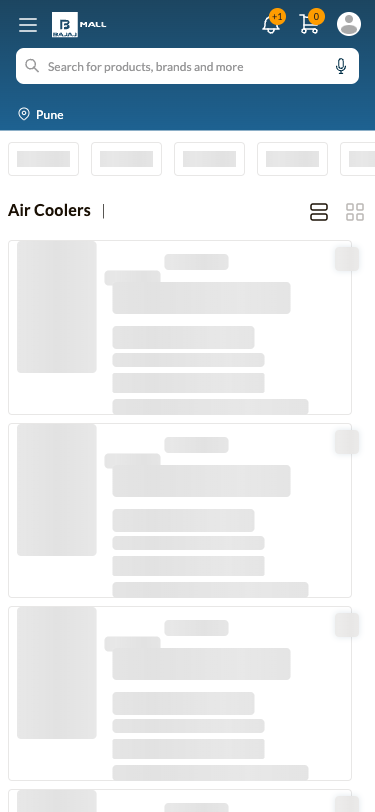 B
BAJAJ
MALL
+1
0
Search for products, brands and more
Pune
Air Coolers